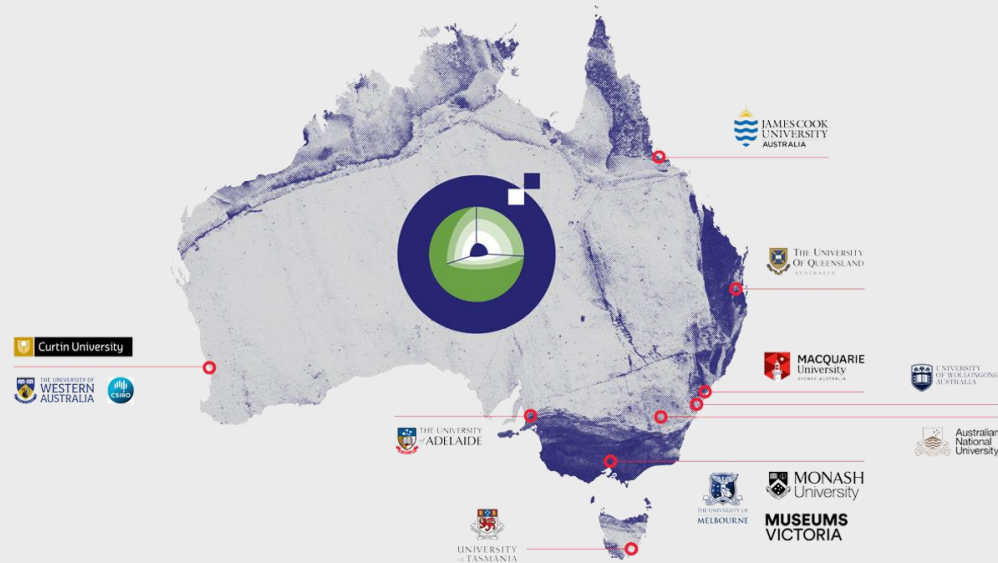 JAMES COOK
UNIVERSITY
AUSTRALIA
THE UNIVERSITY
OF QUEENSLAND
AUSTRALIA
Curtin University
THE UNIVERSITY OF
WESTERN
AUSTRALIA
CSIRO
MACQUARIE
University
SYDNEY·AUSTRALIA
UNIVERSITY
OF WOLLONGONG
AUSTRALIA
THE UNIVERSITY
of ADELAIDE
Australian
National
University
THE UNIVERSITY OF
MELBOURNE
MONASH
University
MUSEUMS
VICTORIA
UNIVERSITY
of TASMANIA